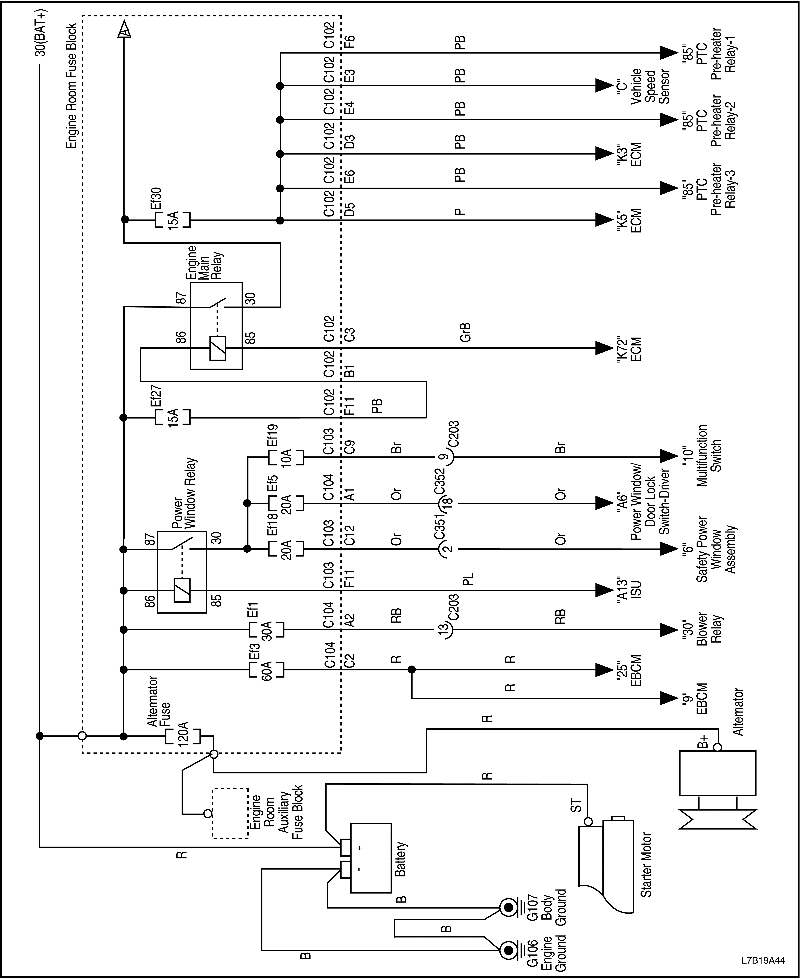 30(BAT+)
Engine Room Fuse Block
A
Altermator
Fuse
120A
Ef3
60A
Ef1
30A
Power
Window Relay
86
87
85
30
Ef18
20A
Ef5
20A
Ef19
10A
Ef27
15A
Engine
Main
Relay
86
87
85
30
Ef30
15A
C104
C2
C104
A2
C103
F11
C103
C12
C104
A1
C103
C9
C102
F11
C102
B1
C102
C3
C102
D5
C102
E6
C102
D3
C102
E4
C102
E3
C102
F6
R
RB
Or
Or
Br
PB
13
C203
2
C351
18
C352
9
C203
R
R
RB
PL
Or
Or
Br
GrB
P
PB
PB
PB
PB
PB
"9"
EBCM
"25"
EBCM
"30"
Blower
Relay
"A13"
ISU
"6"
Safety Power
Window
Assembly
"A6"
Power Window/
Door Lock
Switch-Driver
"10"
Multifunction
Switch
"K72"
ECM
"K5"
ECM
"85"
PTC
Pre-heater
Relay-3
"K3"
ECM
"85"
PTC
Pre-heater
Relay-2
"C"
Vehicle
Speed
Sensor
"85"
PTC
Pre-heater
Relay-1
R
Engine
Room
Auxiliary
Fuse Block
R
R
B+
Altemator
-
-
Battery
ST
Starter Motor
B
B
B
G107
Body
Ground
G106
Engine
Ground
L7B19A44